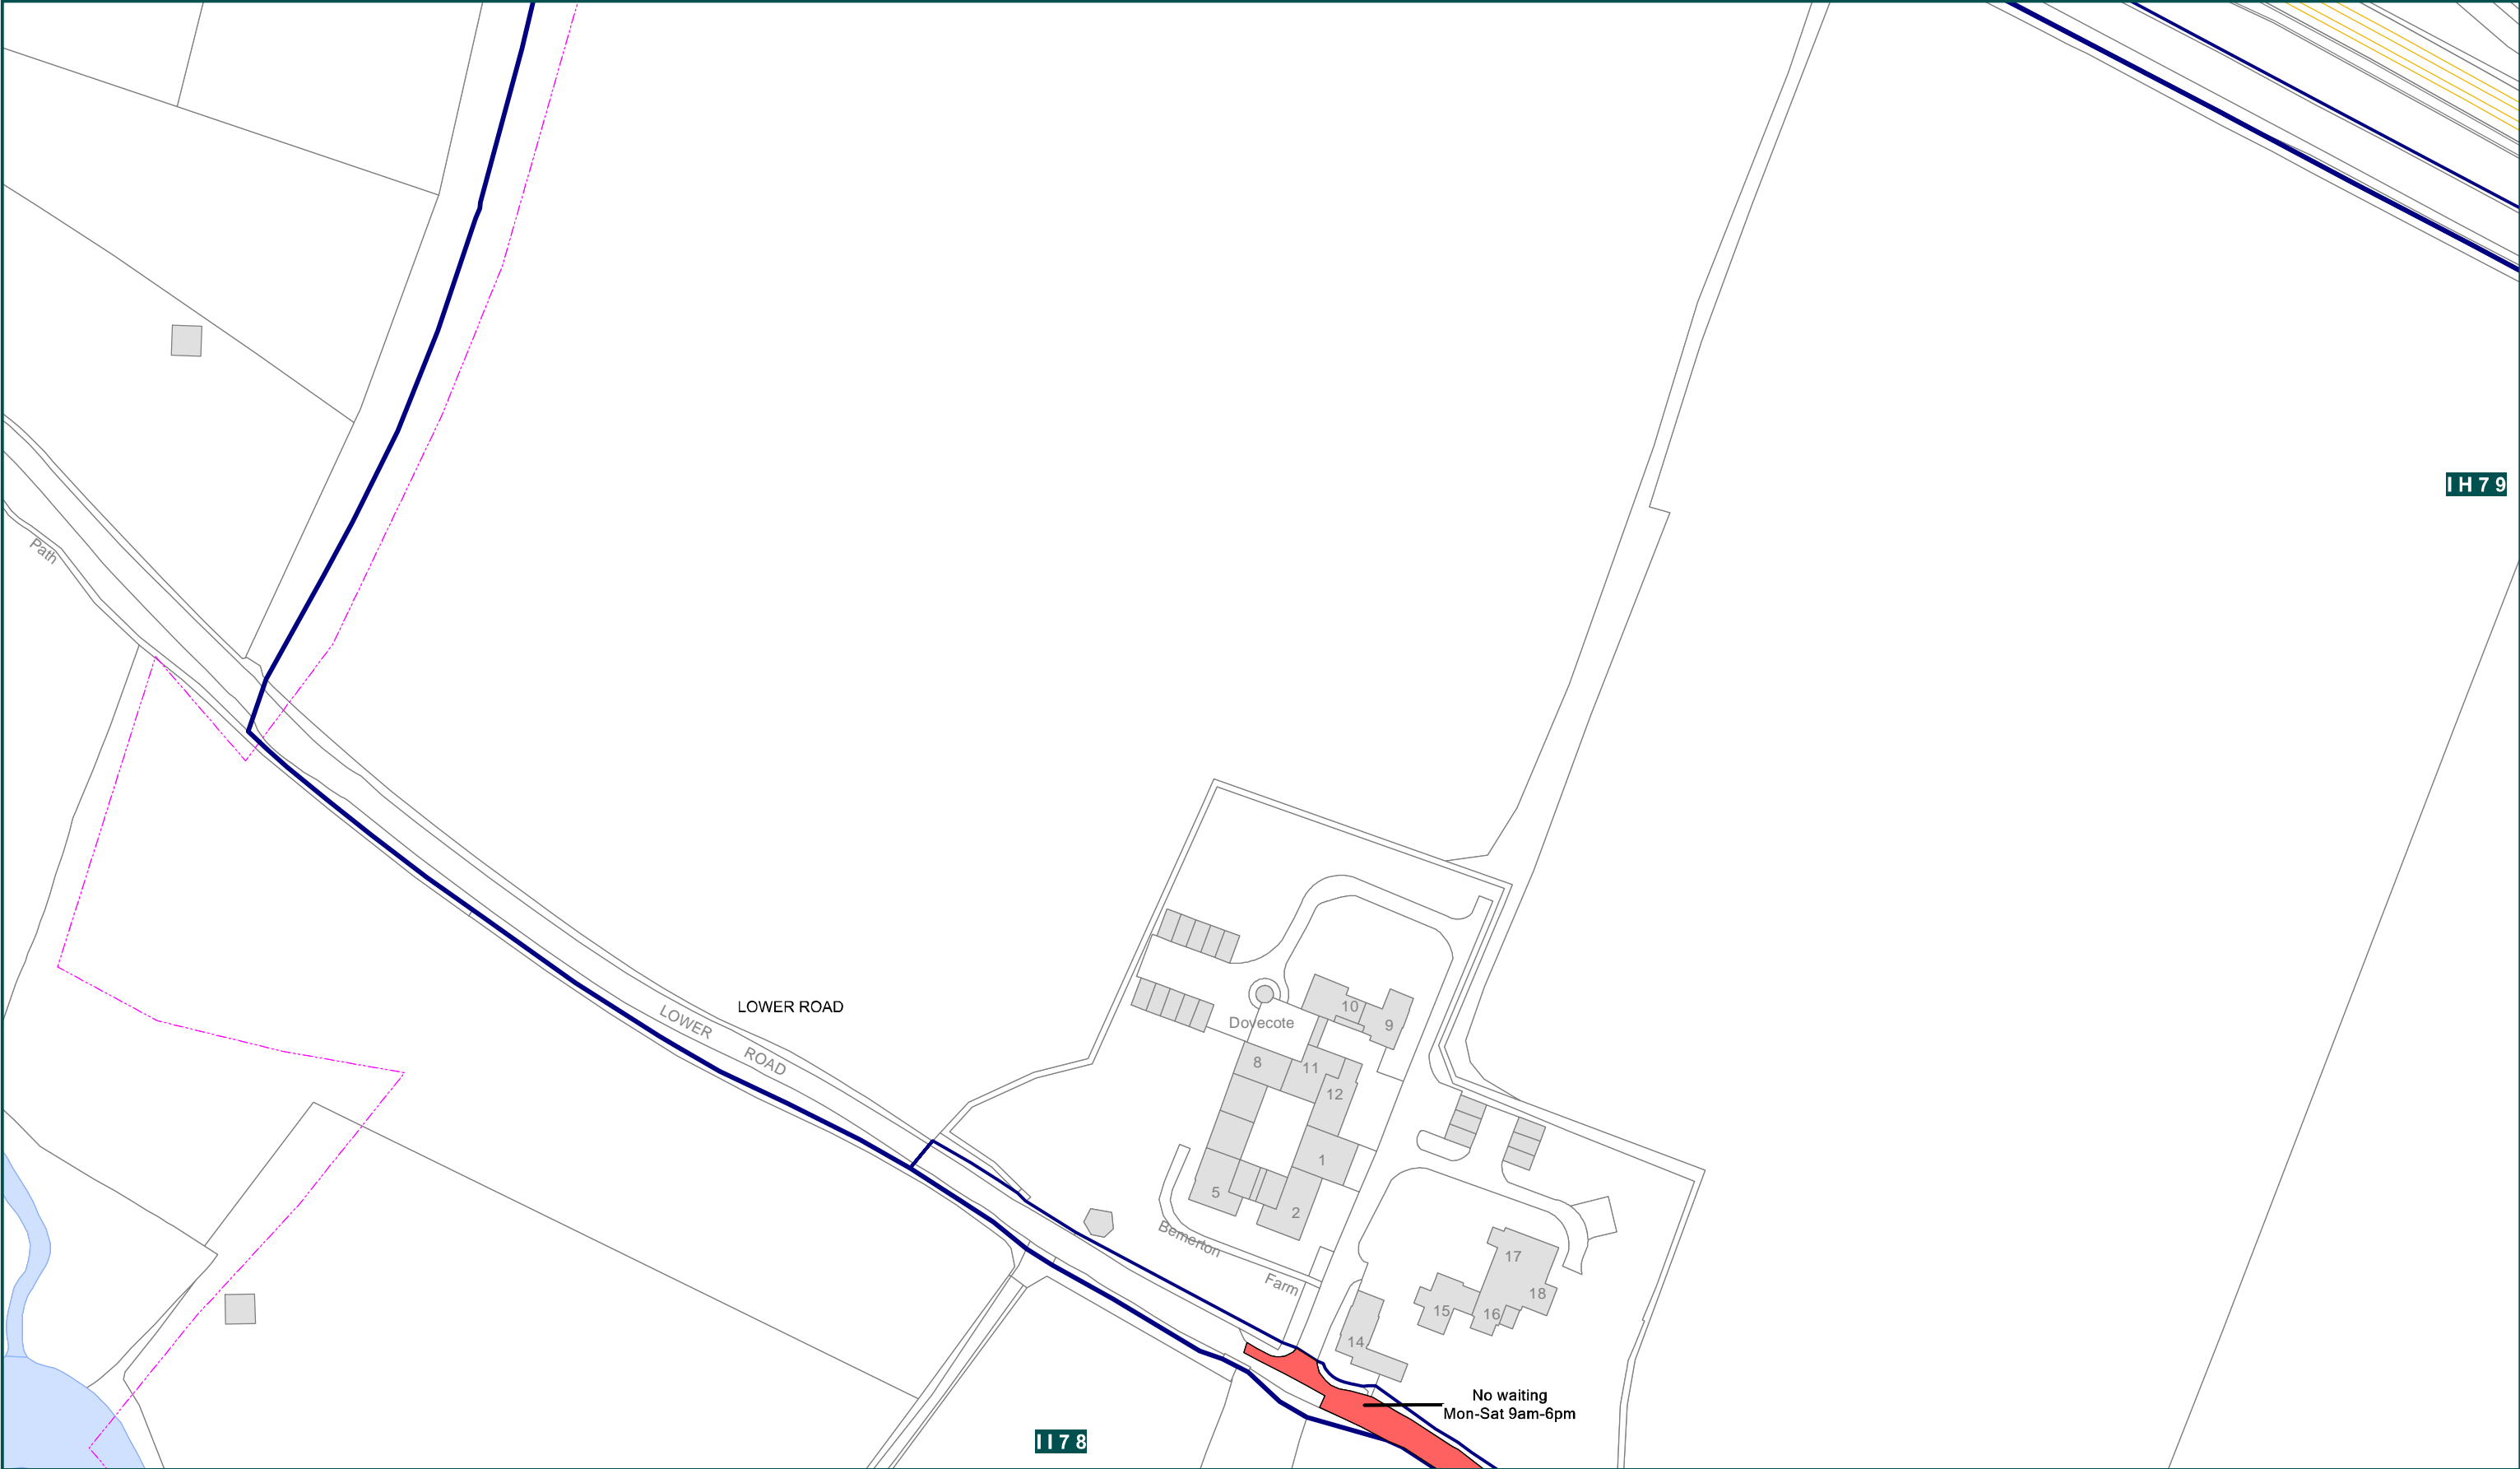 IH79
Path
LOWER ROAD
LOWER
ROAD
Dovecote
10
9
8
11
12
1
5
2
Bemerton
Farm
17
18
15
16
14
No waiting
Mon-Sat 9am-6pm
II78